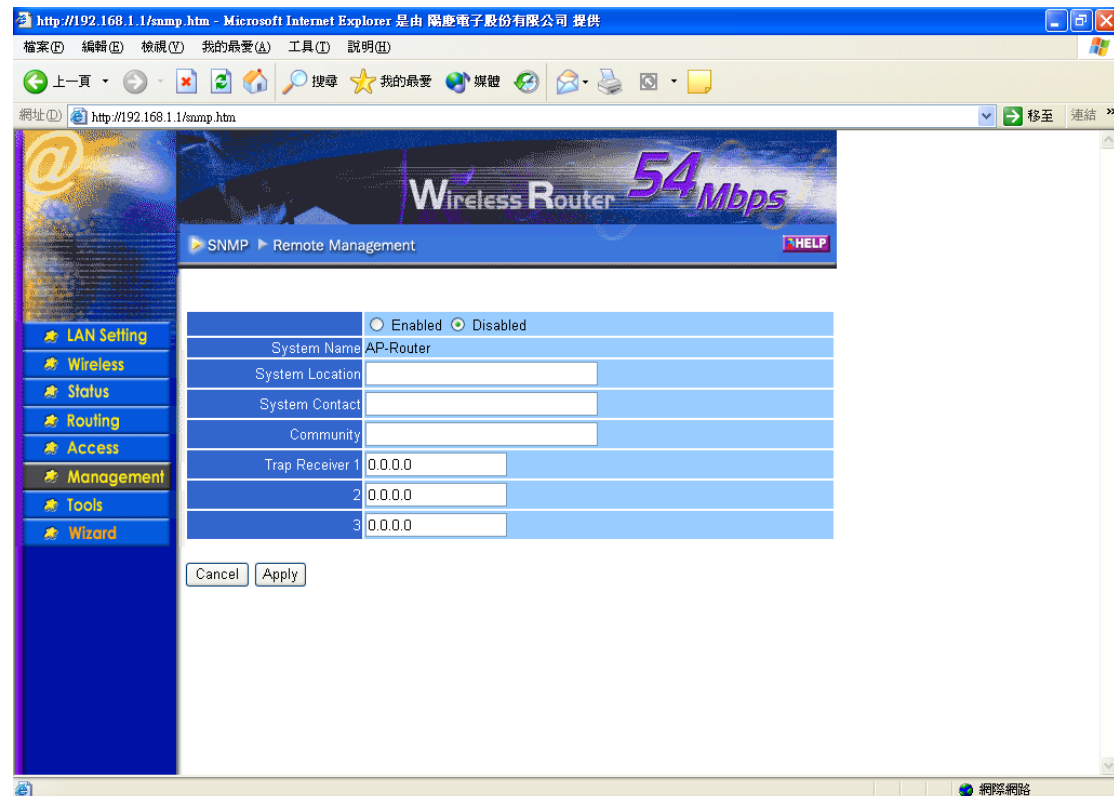 http://192.168.1.1/snmp.htm - Microsoft Internet Explorer 是由 陽慶電子股份有限公司 提供
檔案(F) 編輯(E) 檢視(V) 我的最愛(A) 工具(T) 說明(H)
上一頁 搜尋 我的最愛 媒體
網址(D) http://192.168.1.1/snmp.htm 移至 連結 »
@
Wireless Router 54Mbps
SNMP Remote Management HELP
LAN Setting
Wireless
Status
Routing
Access
Management
Tools
Wizard
Enabled Disabled
System Name AP-Router
System Location
System Contact
Community
Trap Receiver 1 0.0.0.0
2 0.0.0.0
3 0.0.0.0
Cancel Apply
網際網路